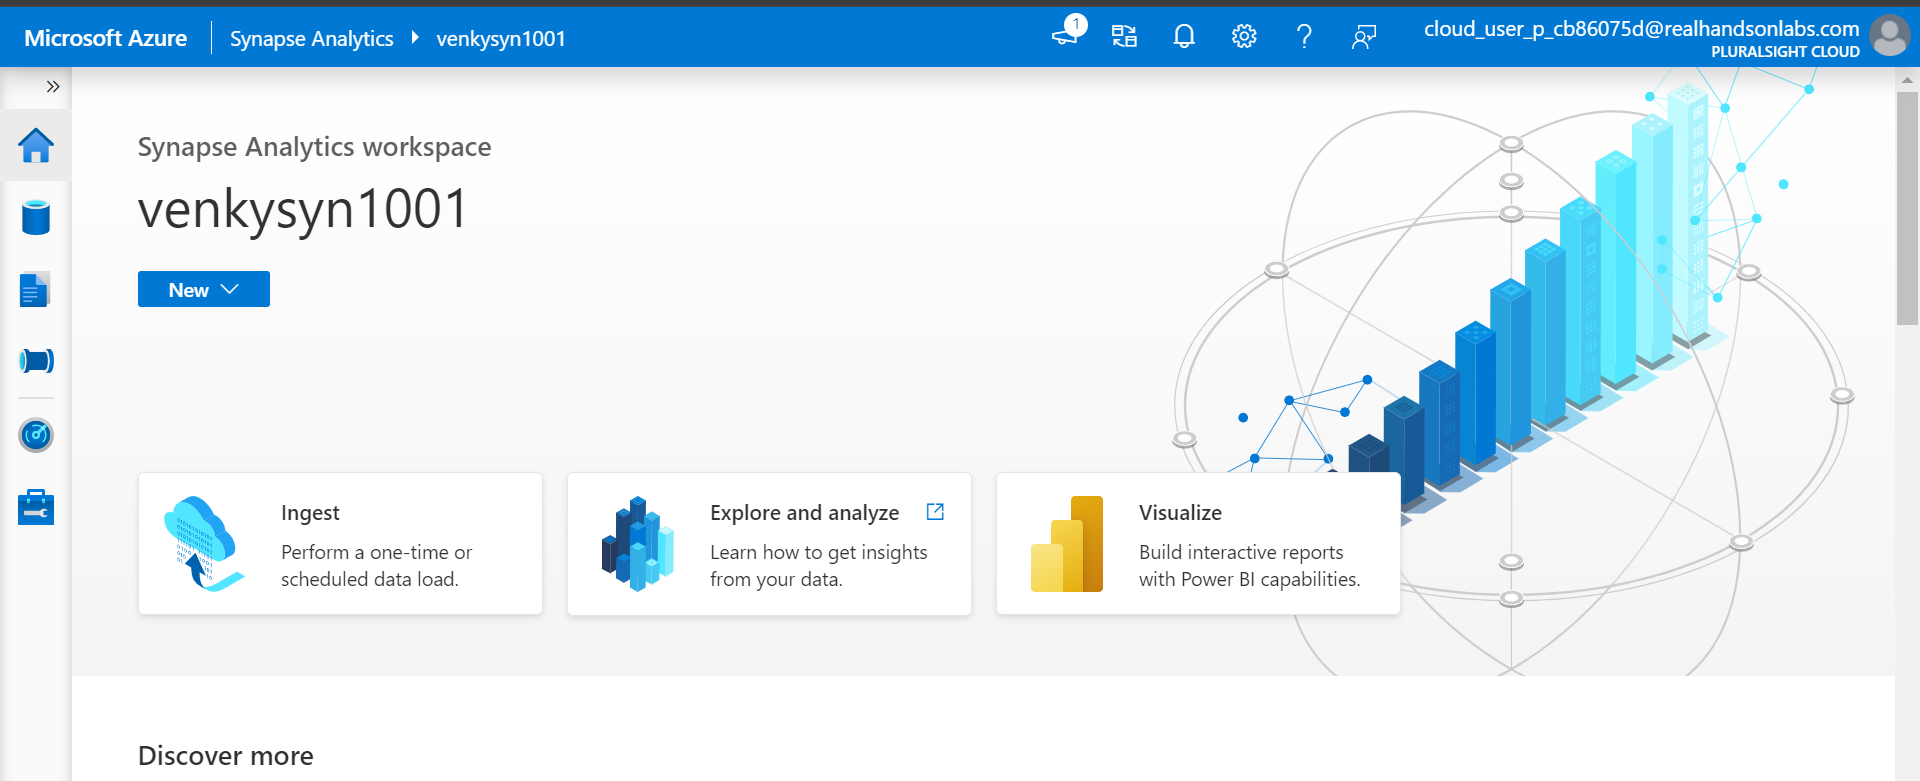 Microsoft Azure
Synapse Analytics
venkysyn1001
1
cloud_user_p_cb86075d@realhandsonlabs.com
PLURALSIGHT CLOUD
Synapse Analytics workspace
venkysyn1001
New
Ingest
Perform a one-time or
scheduled data load.
Explore and analyze
Learn how to get insights
from your data.
Visualize
Build interactive reports
with Power BI capabilities.
Discover more